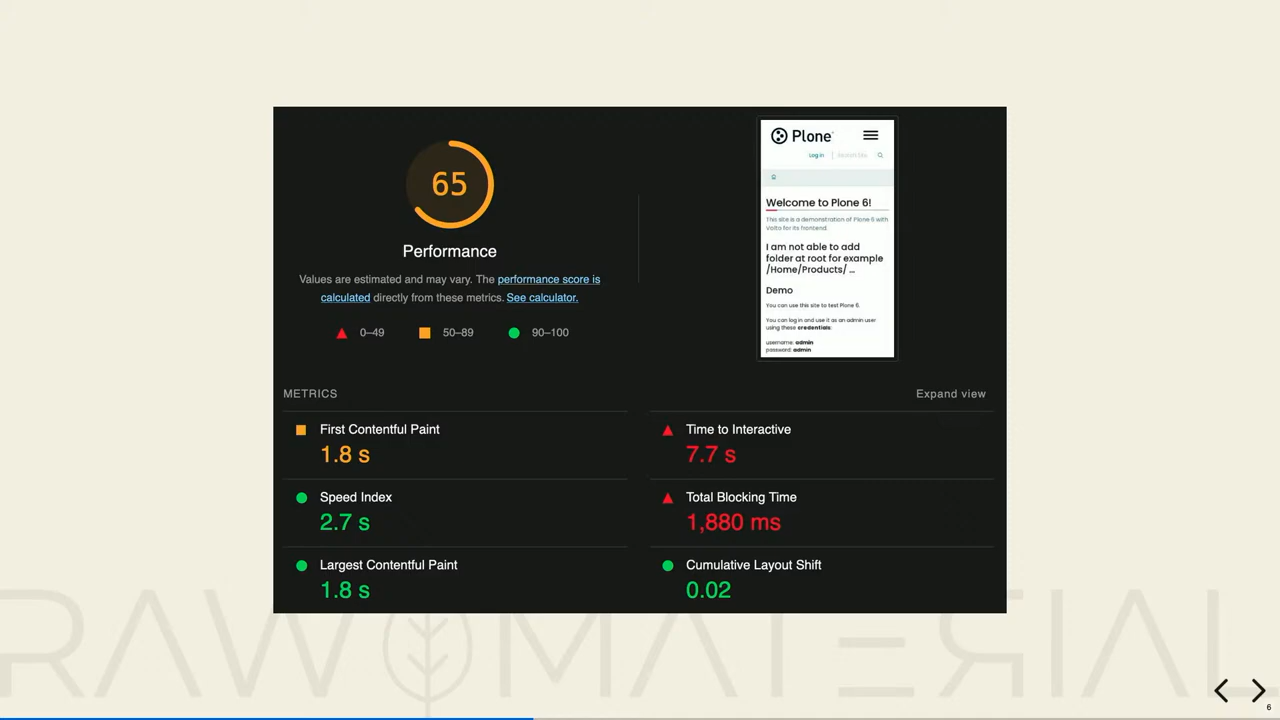 65
Performance
Values are estimated and may vary. The performance score is
calculated directly from these metrics. See calculator.
0–49
50–89
90–100
Plone
Log in
Search Site
Welcome to Plone 6!
This site is a demonstration of Plone 6 with
Volto for its frontend.
I am not able to add
folder at root for example
/Home/Products/ ...
Demo
You can use this site to test Plone 6.
You can log in and use it as an admin user
using these credentials:
username: admin
password: admin
METRICS
Expand view
First Contentful Paint
1.8 s
Time to Interactive
7.7 s
Speed Index
2.7 s
Total Blocking Time
1,880 ms
Largest Contentful Paint
1.8 s
Cumulative Layout Shift
0.02
RAW MATERIAL
6